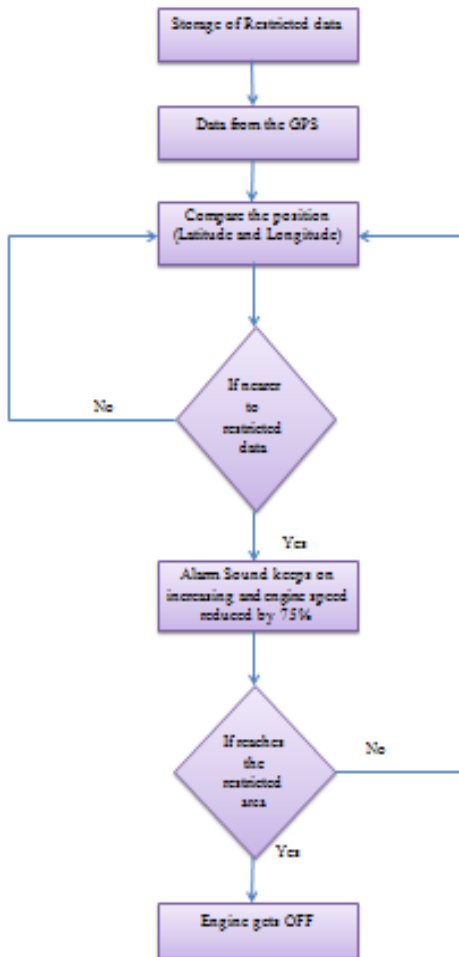 Storage of Restricted data
Data from the GPS
Compare the position
(Latitude and Longitude)
If nearer
to
restricted
data
No
Yes
Alarm Sound keeps on
increasing and engine speed
reduced by 75%
If reaches
the
restricted
area
No
Yes
Engine gets OFF